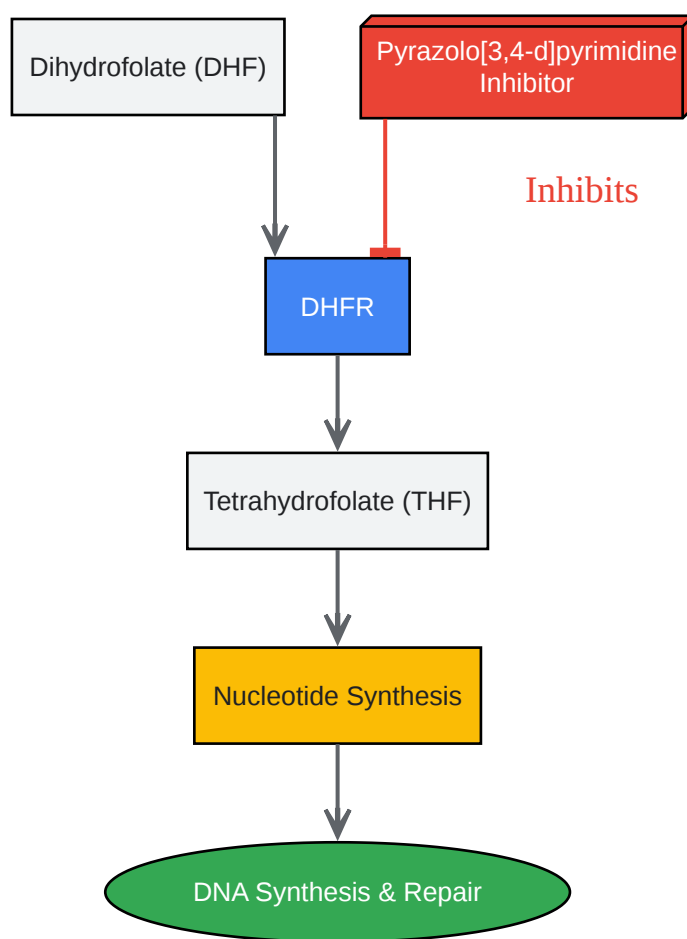 Dihydrofolate (DHF)
Pyrazolo[3,4-d]pyrimidine
Inhibitor
Inhibits
DHFR
Tetrahydrofolate (THF)
Nucleotide Synthesis
DNA Synthesis & Repair